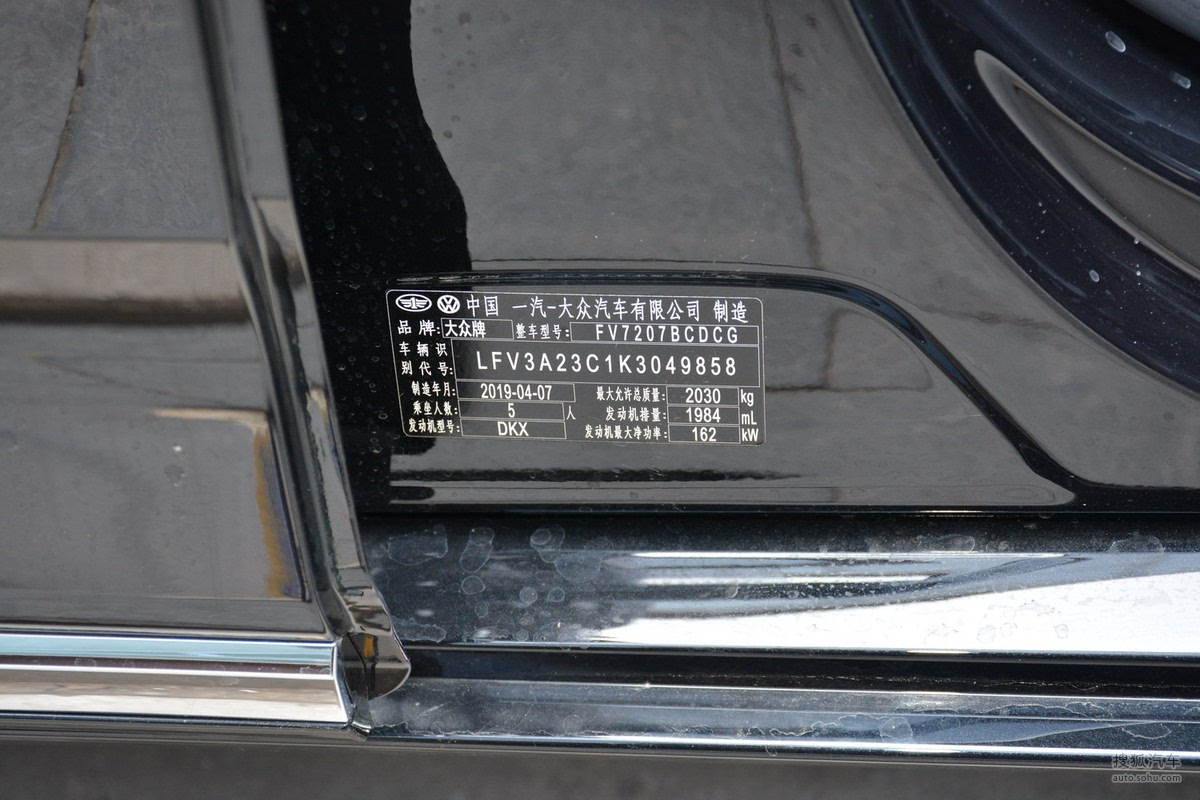 中国 一汽-大众汽车有限公司 制造
品牌: 大众牌 整车型号: FV7207BCDCG
车辆识
别代号: LFV3A23C1K3049858
制造年月: 2019-04-07 最大允许总质量: 2030 kg
乘坐人数: 5 人 发动机排量: 1984 mL
发动机型号: DKX 发动机最大净功率: 162 kW
搜狐汽车
auto.sohu.com